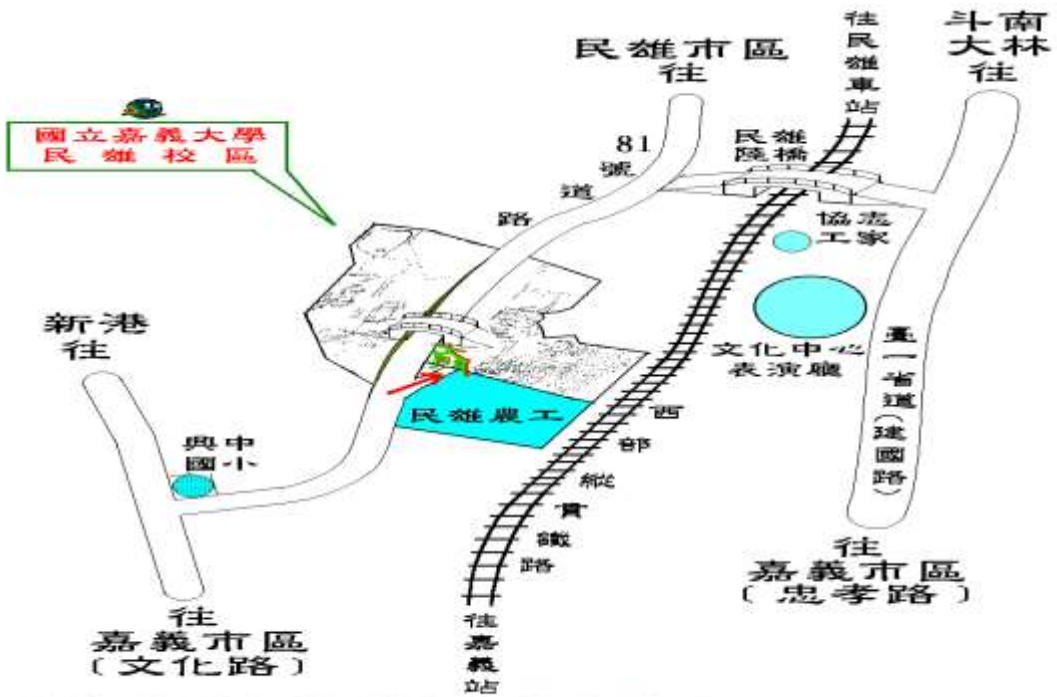 斗南
大林
往
往民雄車站
民雄市區
往
國立嘉義大學
民雄校區
81
號道路
民雄
陸橋
協志
工家
文化中心
表演廳
臺一省道(建國路)
新港
往
民雄農工
興中
國小
西部縱貫鐵路
往
嘉義市區
(忠孝路)
往
嘉義市區
(文化路)
往嘉義站